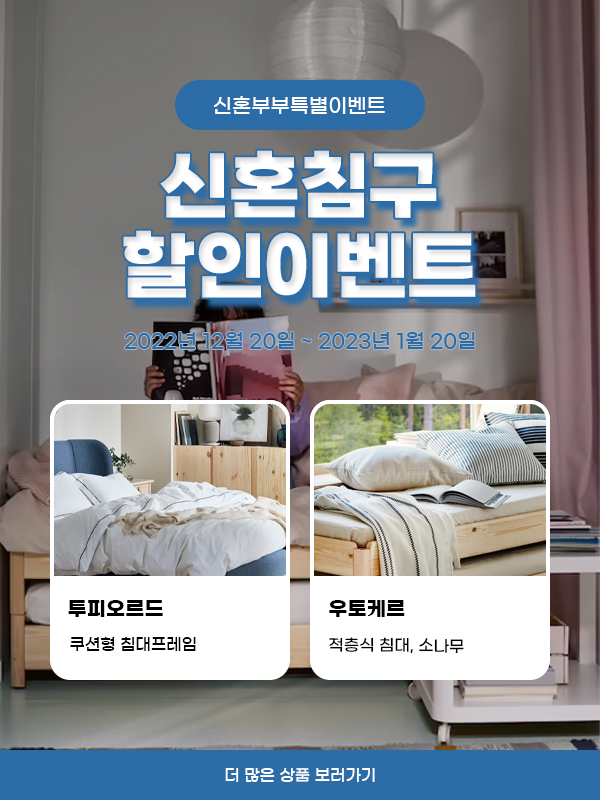 신혼부부특별이벤트
신혼침구
할인이벤트
2022년 12월 20일 ~ 2023년 1월 20일
투피오르드
쿠션형 침대프레임
우토케르
적층식 침대, 소나무
더 많은 상품 보러가기